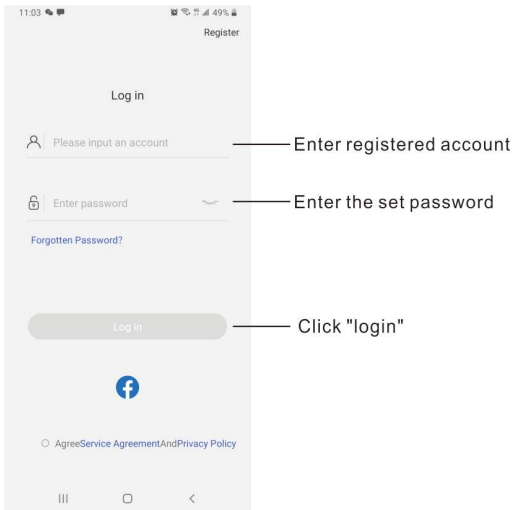 11:03 49%
Register
Log in
Please input an account
Enter registered account
Enter password
Enter the set password
Forgotten Password?
Log in
Click "login"
AgreeService AgreementAndPrivacy Policy